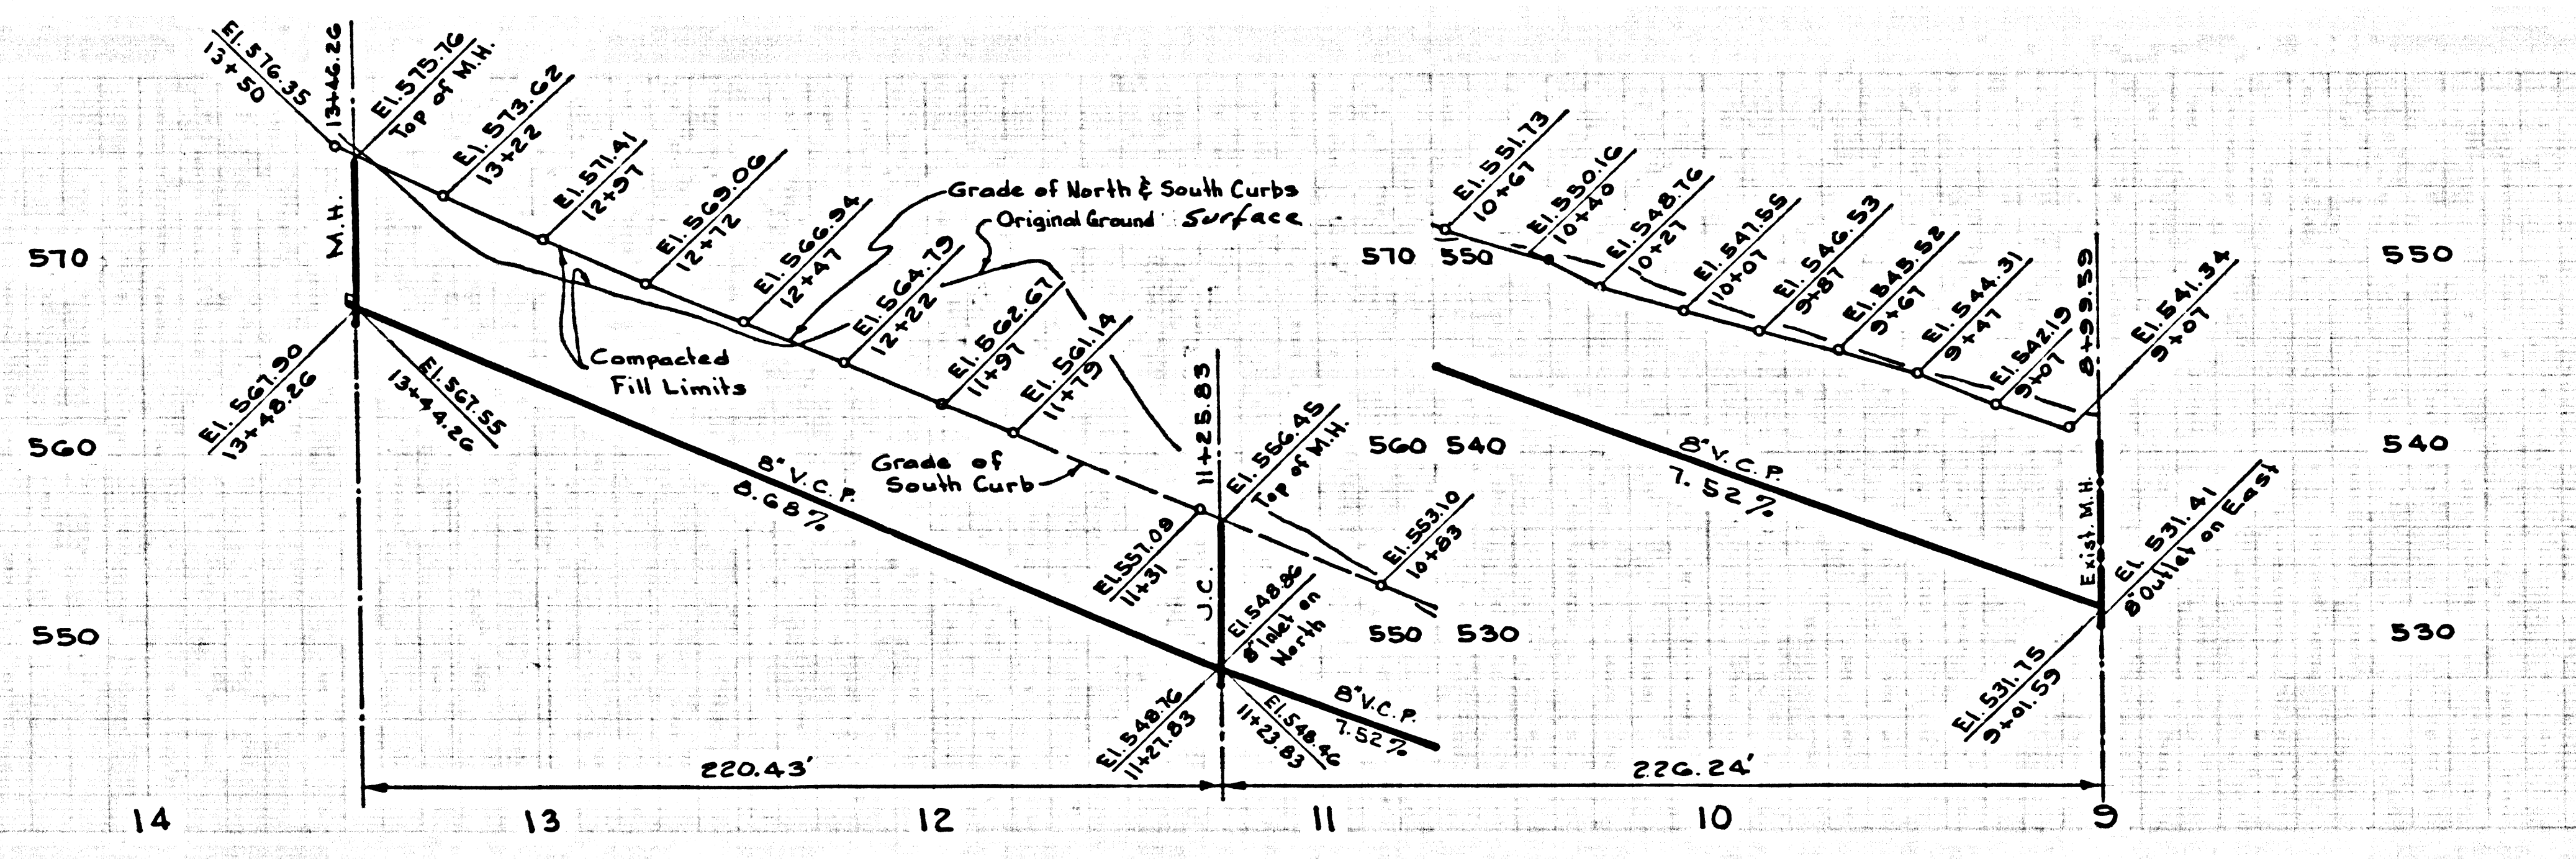 El. 576.35
13+50
13+46.26
El. 575.76
Top of M.H.
El. 573.62
13+22
El. 571.41
12+97
El. 569.06
12+72
El. 566.94
12+47
El. 564.79
12+22
El. 562.67
11+97
El. 561.14
11+79
Grade of North & South Curbs
Original Ground Surface
Compacted
Fill Limits
M.H.
570
560
550
El. 567.90
13+48.26
El. 567.55
13+44.26
8" V.C.P.
8.68%
Grade of
South Curb
11+25.83
El. 556.45
Top of M.H.
El. 557.09
11+31
J.C.
El. 553.10
10+83
El. 548.86
8" Inlet on
North
El. 548.76
11+27.83
El. 548.46
11+23.83
8" V.C.P.
7.52%
570 550
560 540
550 530
El. 551.73
10+67
El. 550.16
10+40
El. 548.76
10+27
El. 547.55
10+07
El. 546.53
9+87
El. 545.52
9+67
El. 544.31
9+47
El. 542.19
9+07
8+99.59
El. 541.34
9+07
8" V.C.P.
7.52%
Exist. M.H.
El. 531.41
8" Outlet on East
El. 531.75
9+01.59
550
540
530
220.43'
226.24'
14 13 12 11 10 9